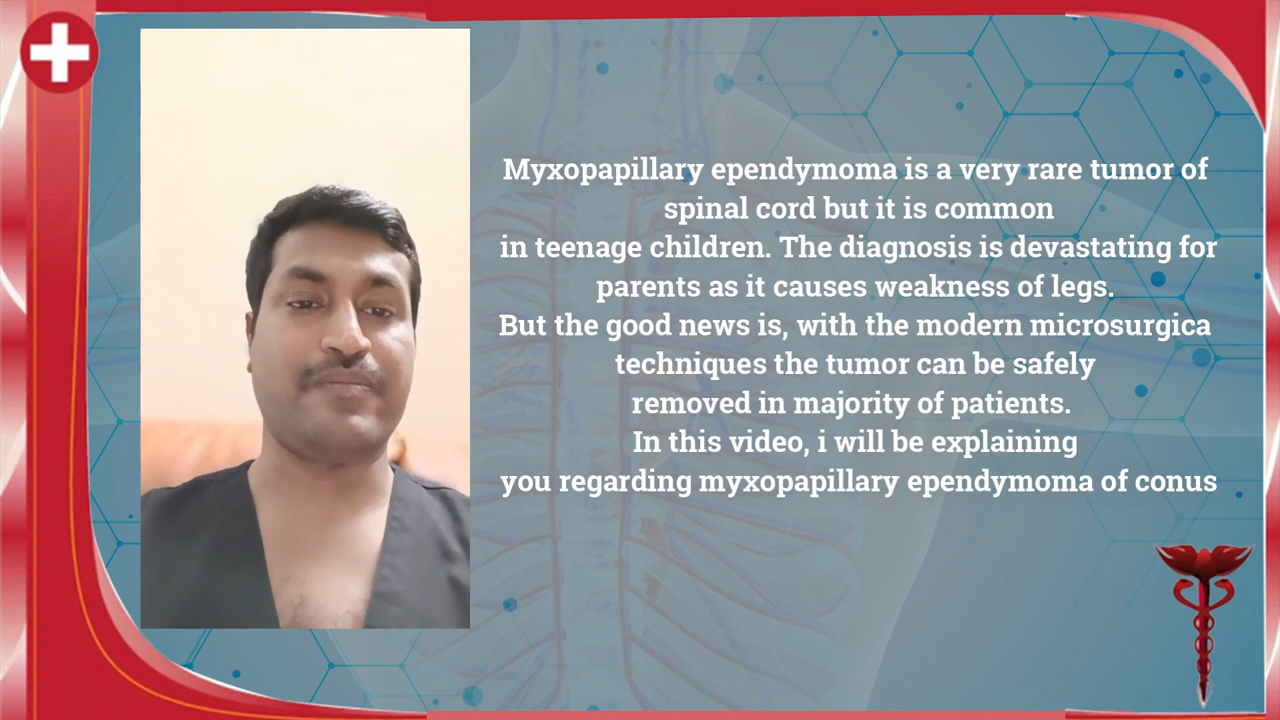 Myxopapillary ependymoma is a very rare tumor of
spinal cord but it is common
in teenage children. The diagnosis is devastating for
parents as it causes weakness of legs.
But the good news is, with the modern microsurgica
techniques the tumor can be safely
removed in majority of patients.
In this video, i will be explaining
you regarding myxopapillary ependymoma of conus